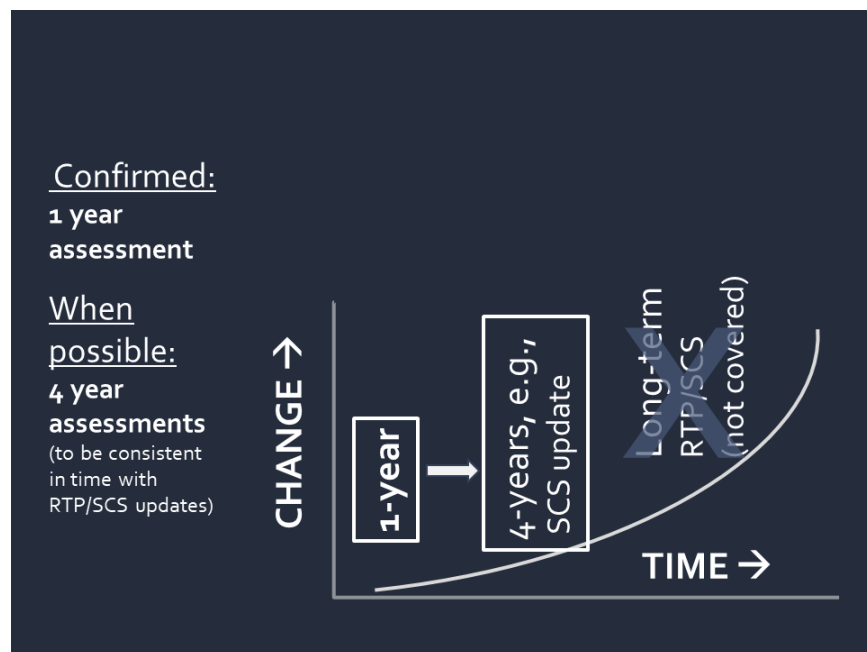 Confirmed:
1 year
assessment
When
possible:
4 year
assessments
(to be consistent
in time with
RTP/SCS updates)
CHANGE →
1-year
4-years, e.g.,
SCS update
Long-term
RTP/SCS
(not covered)
X
TIME →